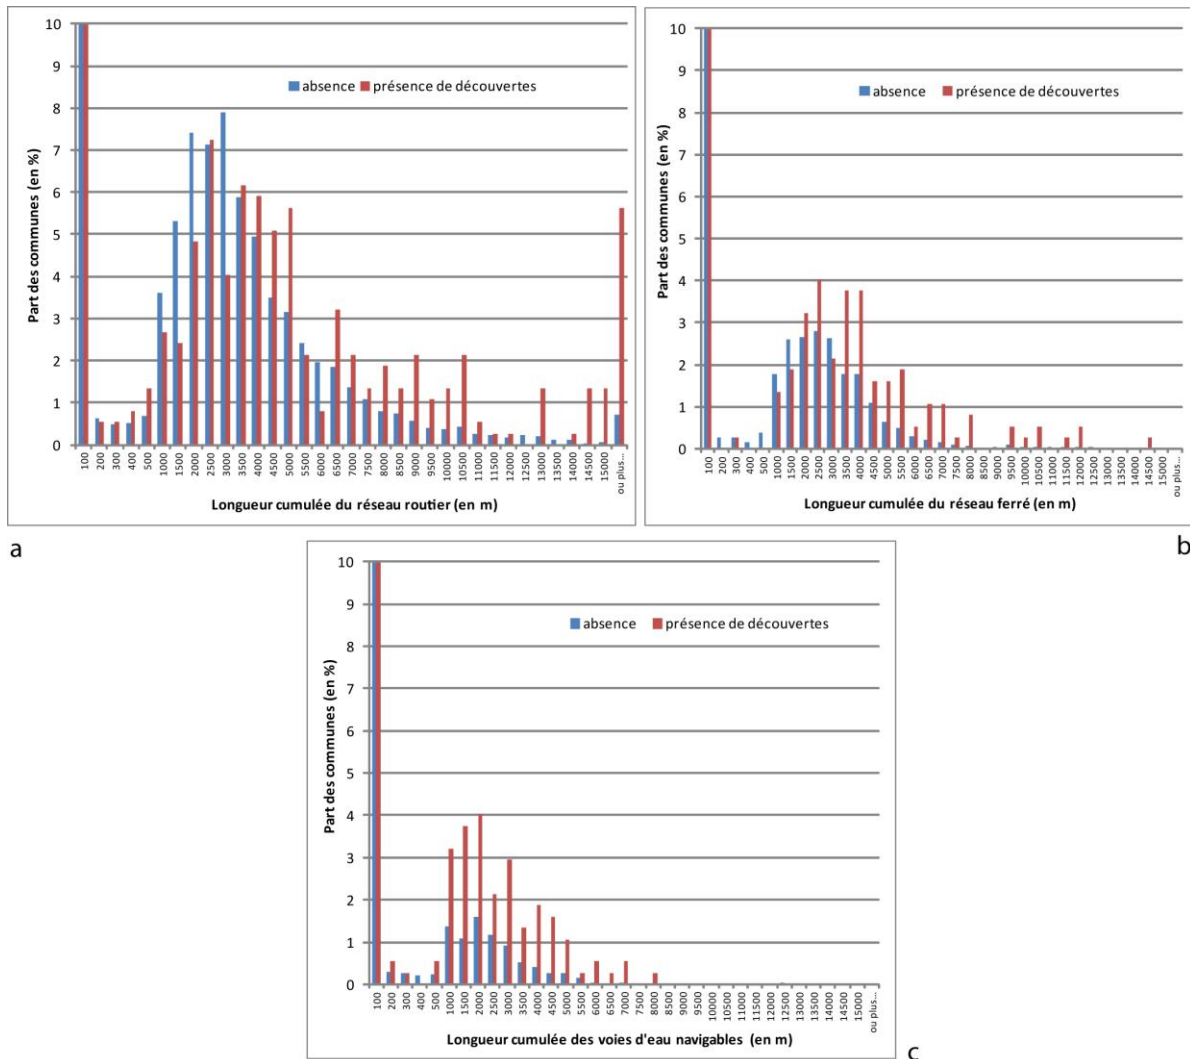 10
9
8
7
6
5
4
3
2
1
0
Part des communes (en %)
absence présence de découvertes
100 200 300 400 500 1000 1500 2000 2500 3000 3500 4000 4500 5000 5500 6000 6500 7000 7500 8000 8500 9000 9500 10000 10500 11000 11500 12000 12500 13000 14000 14500 15000 ou plus...
Longueur cumulée du réseau routier (en m)
a
10
9
8
7
6
5
4
3
2
1
0
Part des communes (en %)
absence présence de découvertes
100 200 300 400 500 1000 1500 2000 2500 3000 3500 4000 4500 5000 5500 6000 6500 7000 7500 8000 8500 9000 9500 10000 10500 11000 11500 12000 12500 13000 14000 14500 15000 ou plus...
Longueur cumulée du réseau ferré (en m)
b
10
9
8
7
6
5
4
3
2
1
0
Part des communes (en %)
absence présence de découvertes
100 200 300 400 500 1000 1500 2000 2500 3000 3500 4000 4500 5000 5500 6000 6500 7000 8000 8500 9000 9500 10000 10500 11000 11500 12000 12500 13000 14000 14500 15000 ou plus...
Longueur cumulée des voies d'eau navigables (en m)
c